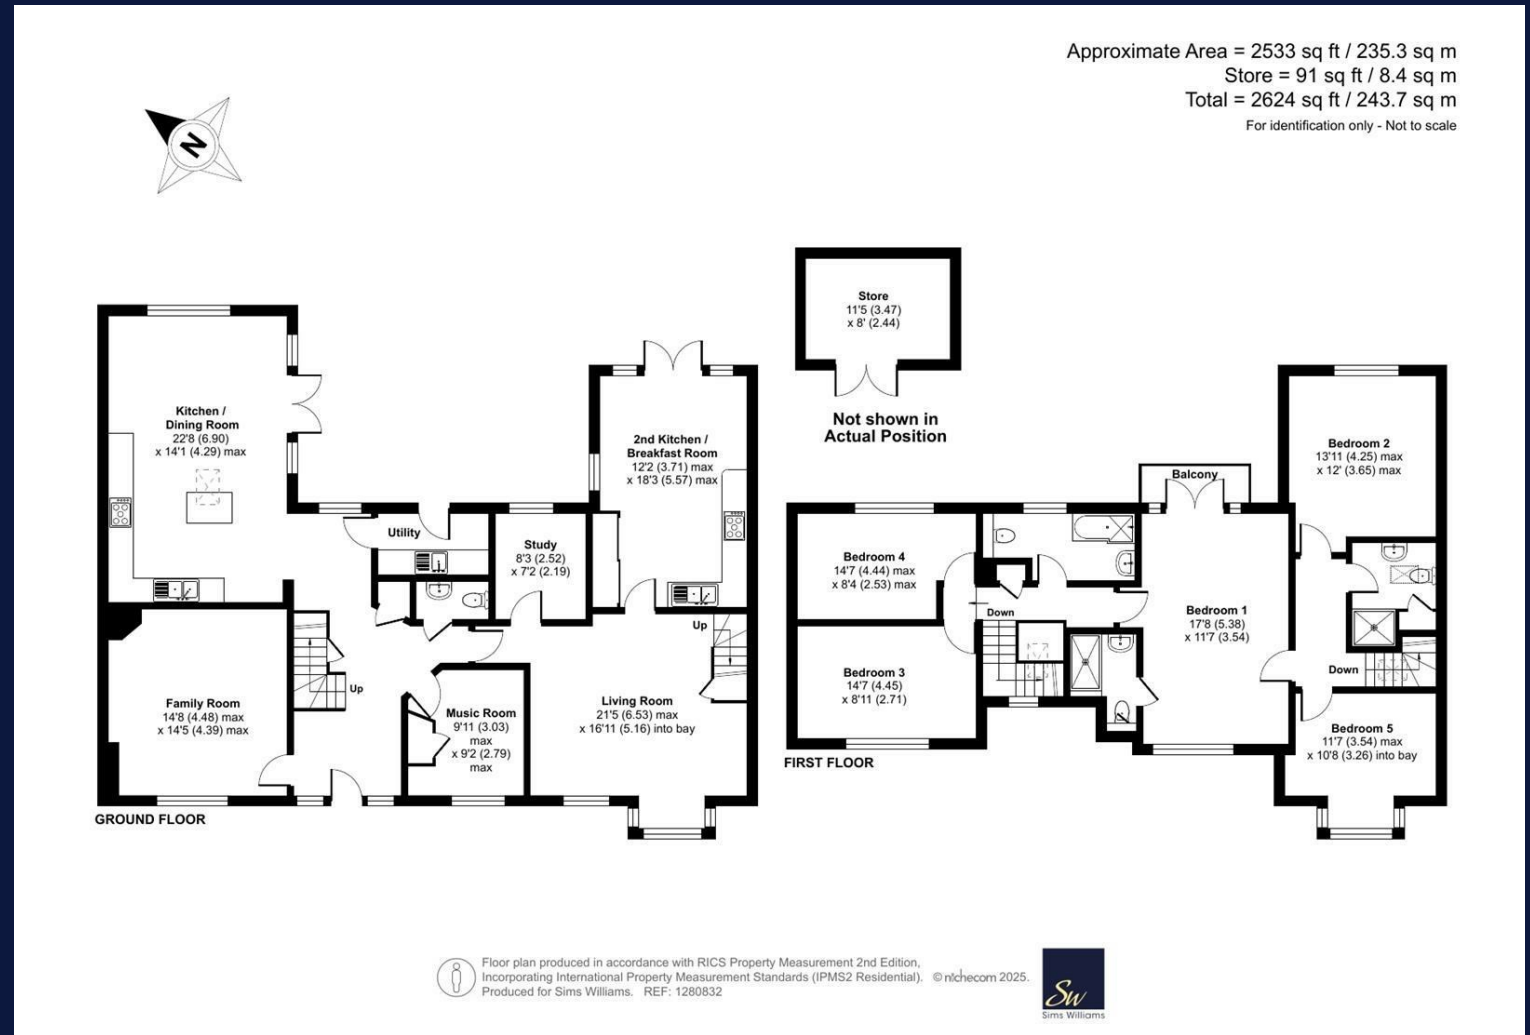 Approximate Area = 2533 sq ft / 235.3 sq m
Store = 91 sq ft / 8.4 sq m
Total = 2624 sq ft / 243.7 sq m
For identification only - Not to scale
N
Store
11'5 (3.47)
x 8' (2.44)
Not shown in
Actual Position
Kitchen /
Dining Room
22'8 (6.90)
x 14'1 (4.29) max
2nd Kitchen /
Breakfast Room
12'2 (3.71) max
x 18'3 (5.57) max
Utility
Study
8'3 (2.52)
x 7'2 (2.19)
Up
Up
Family Room
14'8 (4.48) max
x 14'5 (4.39) max
Music Room
9'11 (3.03)
max
x 9'2 (2.79)
max
Living Room
21'5 (6.53) max
x 16'11 (5.16) into bay
GROUND FLOOR
Balcony
Bedroom 2
13'11 (4.25) max
x 12' (3.65) max
Bedroom 4
14'7 (4.44) max
x 8'4 (2.53) max
Down
Bedroom 1
17'8 (5.38)
x 11'7 (3.54)
Bedroom 3
14'7 (4.45)
x 8'11 (2.71)
Down
Bedroom 5
11'7 (3.54) max
x 10'8 (3.26) into bay
FIRST FLOOR
Floor plan produced in accordance with RICS Property Measurement 2nd Edition,
Incorporating International Property Measurement Standards (IPMS2 Residential). © nichecom 2025.
Produced for Sims Williams. REF: 1280832
Sw
Sims Williams